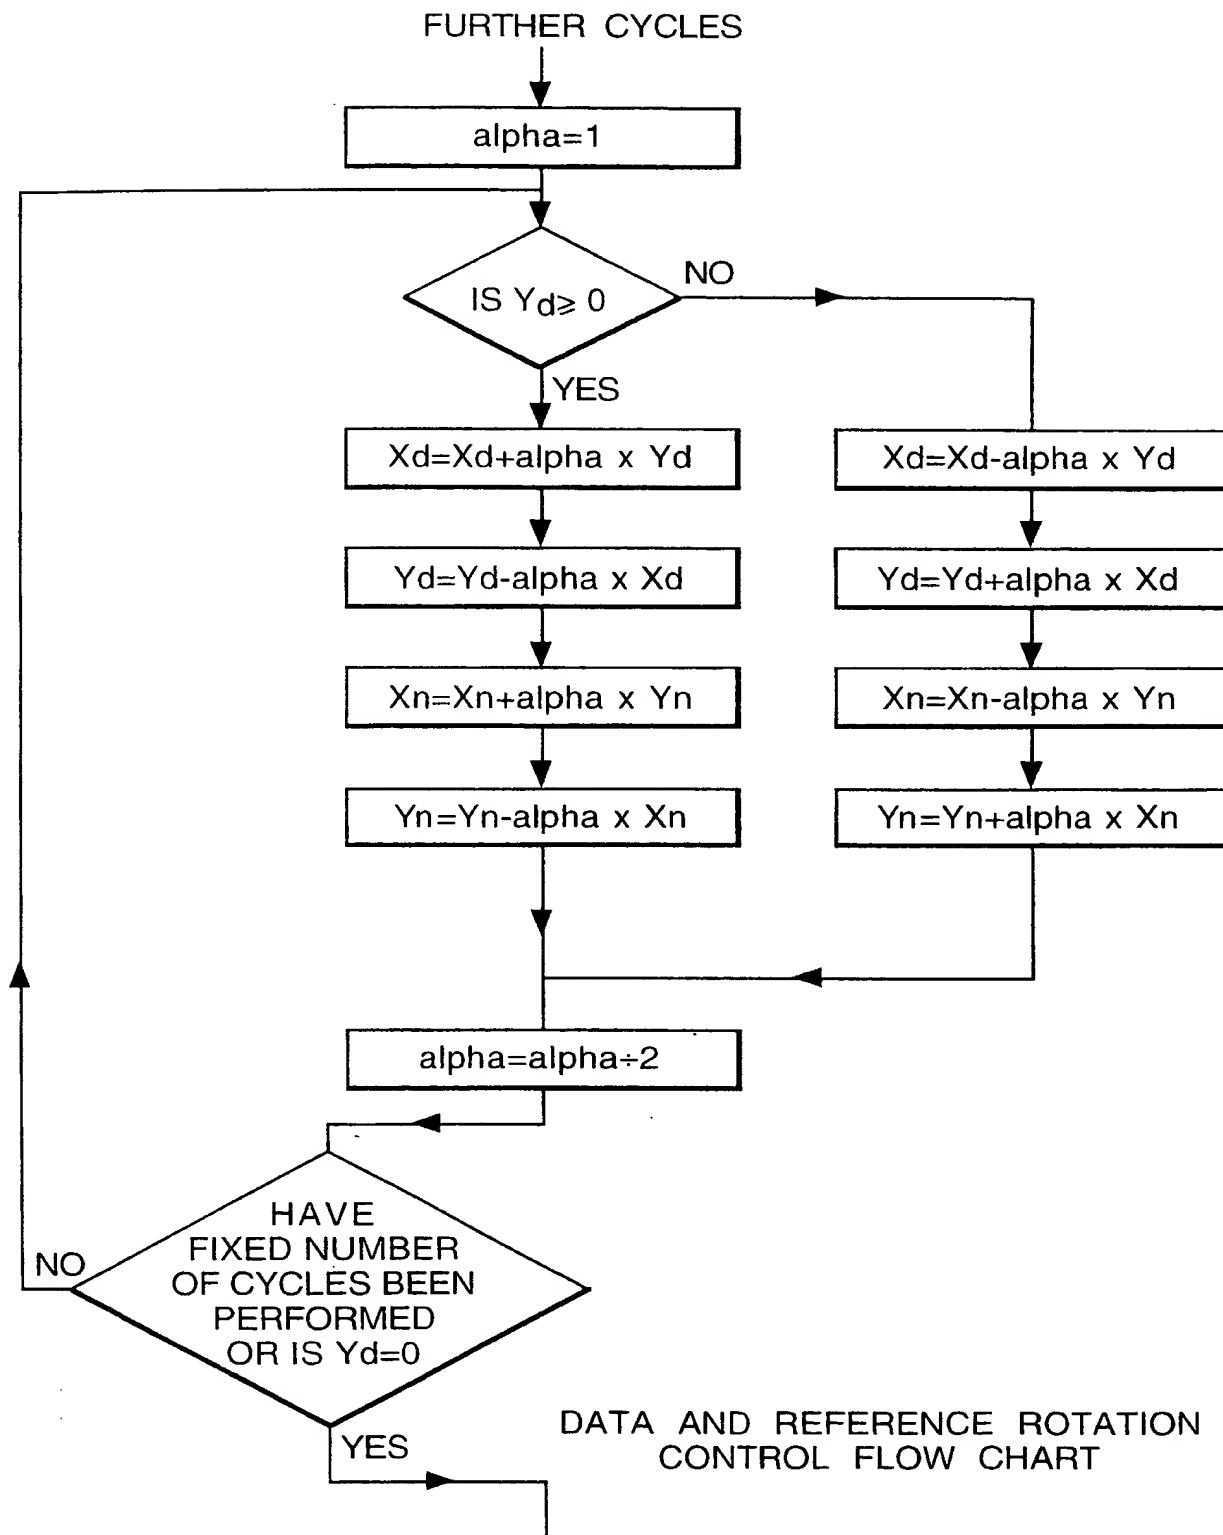 FURTHER CYCLES
alpha=1
IS Yd⩾ 0
NO
YES
Xd=Xd+alpha x Yd
Xd=Xd-alpha x Yd
Yd=Yd-alpha x Xd
Yd=Yd+alpha x Xd
Xn=Xn+alpha x Yn
Xn=Xn-alpha x Yn
Yn=Yn-alpha x Xn
Yn=Yn+alpha x Xn
alpha=alpha÷2
HAVE
FIXED NUMBER
OF CYCLES BEEN
PERFORMED
OR IS Yd=0
NO
YES
DATA AND REFERENCE ROTATION
CONTROL FLOW CHART